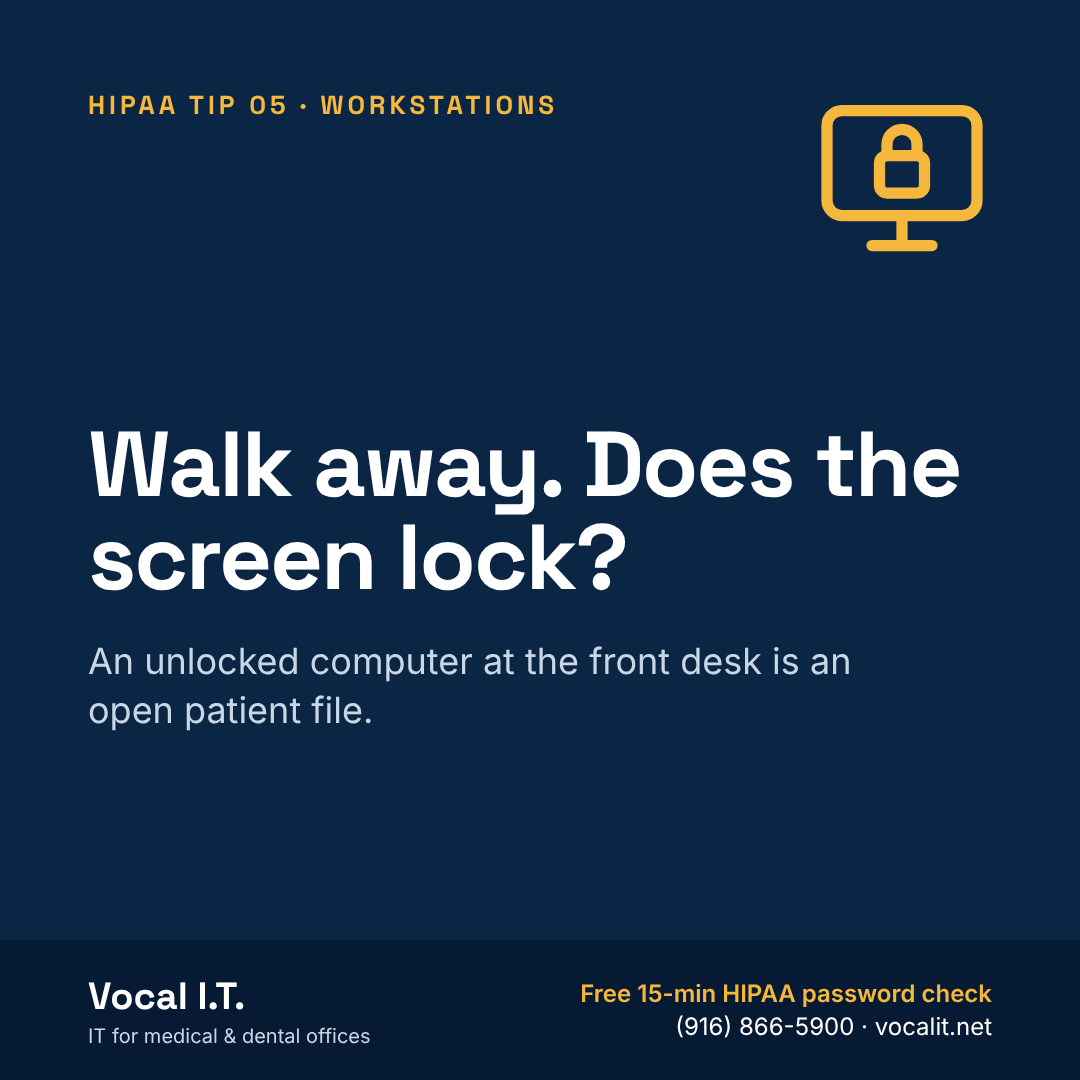 HIPAA TIP 05 · WORKSTATIONS
Walk away. Does the
screen lock?
An unlocked computer at the front desk is an
open patient file.
Vocal I.T.
IT for medical & dental offices
Free 15-min HIPAA password check
(916) 866-5900 · vocalit.net